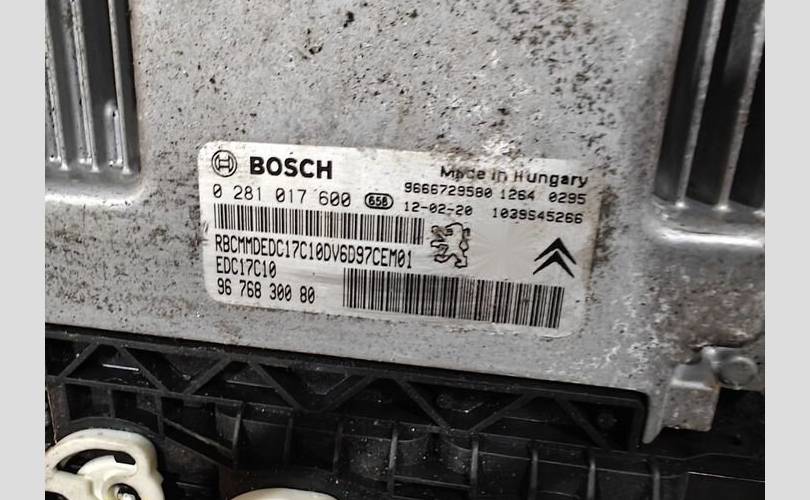 BOSCH
Made in Hungary
9666729580 1264 0295
0 281 017 600 658 12-02-20 1039S45266
RBCMMDEDC17C10DV6D97CEM01
EDC17C10
96 768 300 80